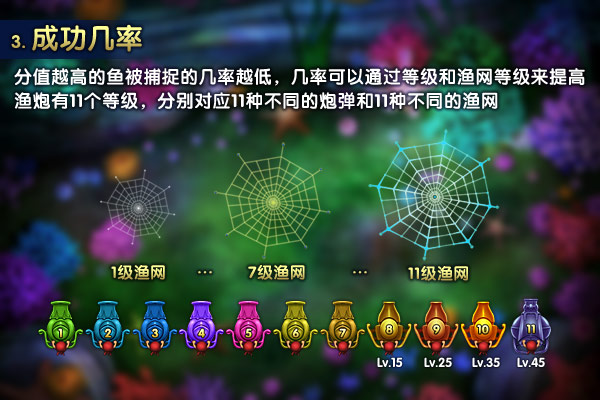 3. 成功几率
分值越高的鱼被捕捉的几率越低，几率可以通过等级和渔网等级来提高
渔炮有11个等级，分别对应11种不同的炮弹和11种不同的渔网
1级渔网 … 7级渔网 … 11级渔网
1 2 3 4 5 6 7 8 9 10 11
Lv.15 Lv.25 Lv.35 Lv.45